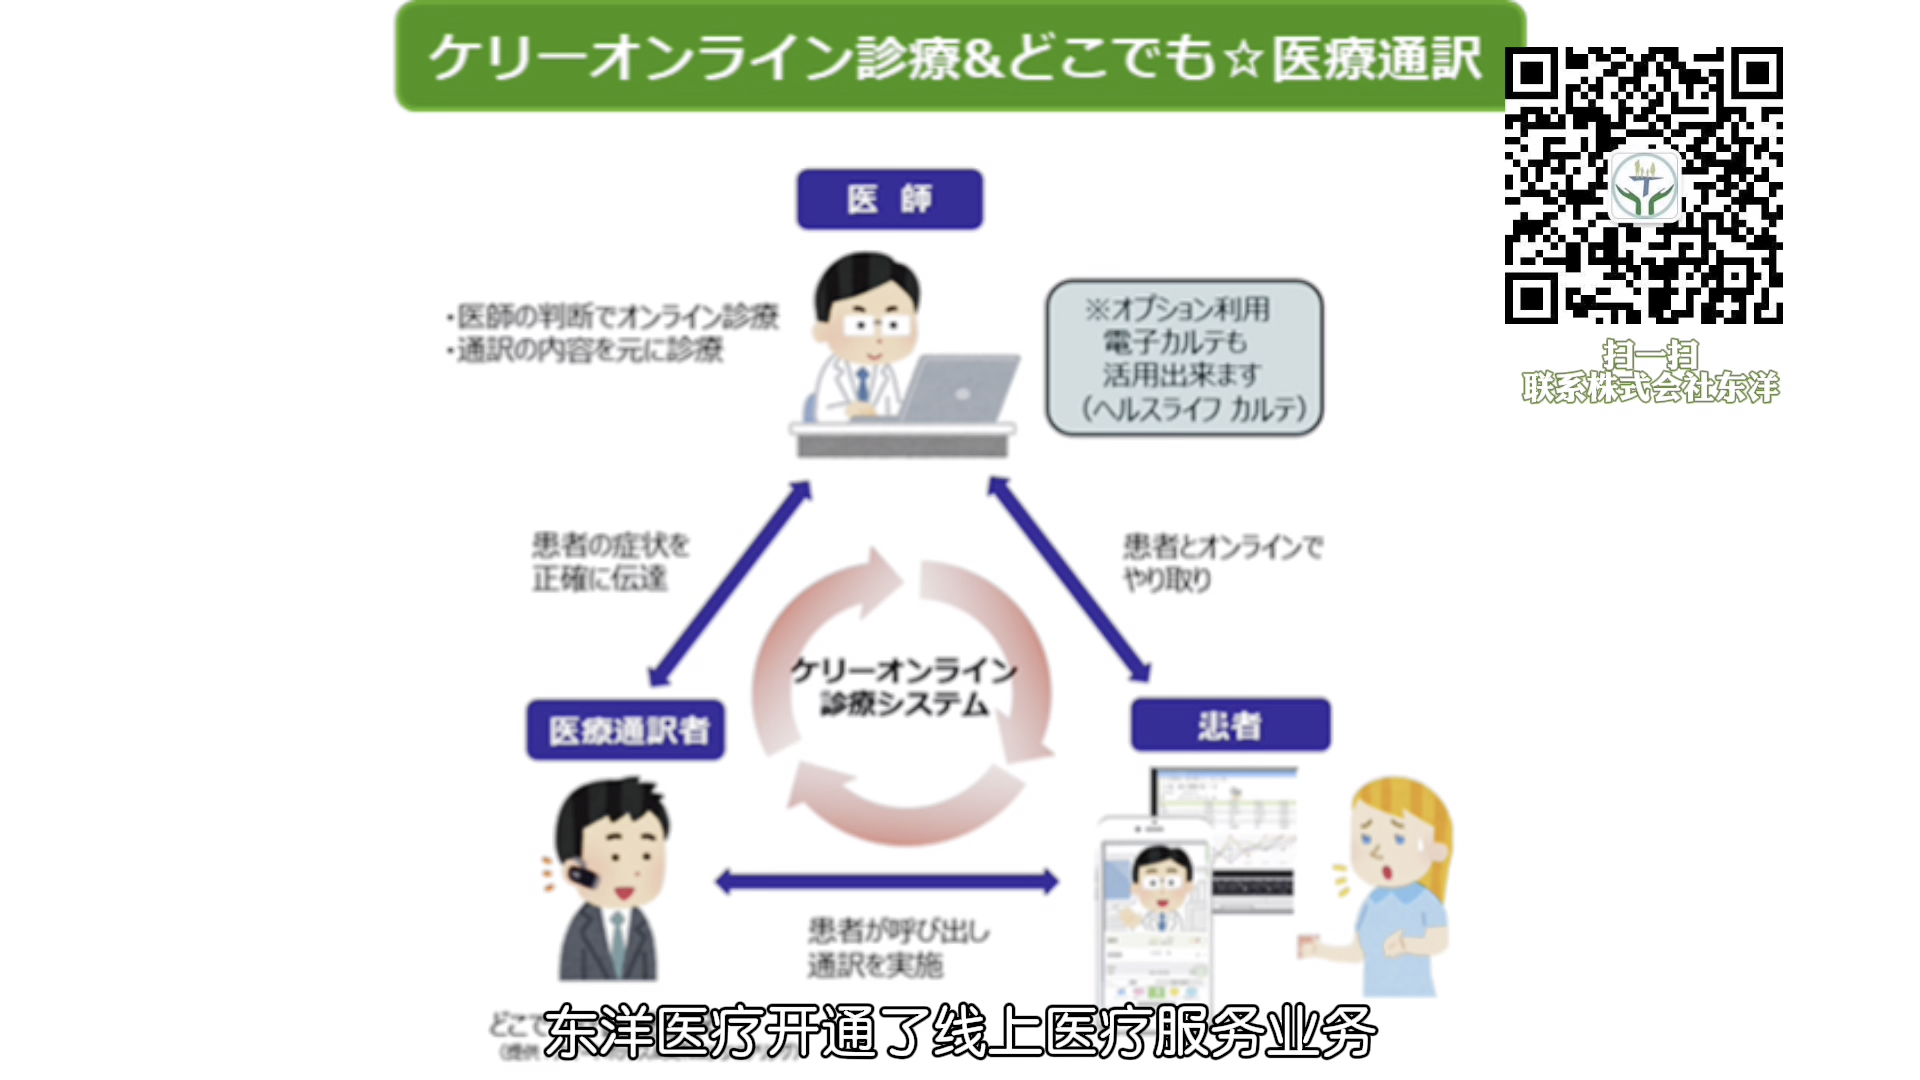 ケリーオンライン診療&どこでも☆医療通訳
医師
・医師の判断でオンライン診療
・通訳の内容を元に診療
※オプション利用
電子カルテも
活用出来ます
(ヘルスライフ カルテ)
扫一扫
联系株式会社东洋
患者の症状を
正確に伝達
患者とオンラインで
やり取り
ケリーオンライン
診療システム
医療通訳者
患者
患者が呼び出し
通訳を実施
どこで
(提供
东洋医疗开通了线上医疗服务业务